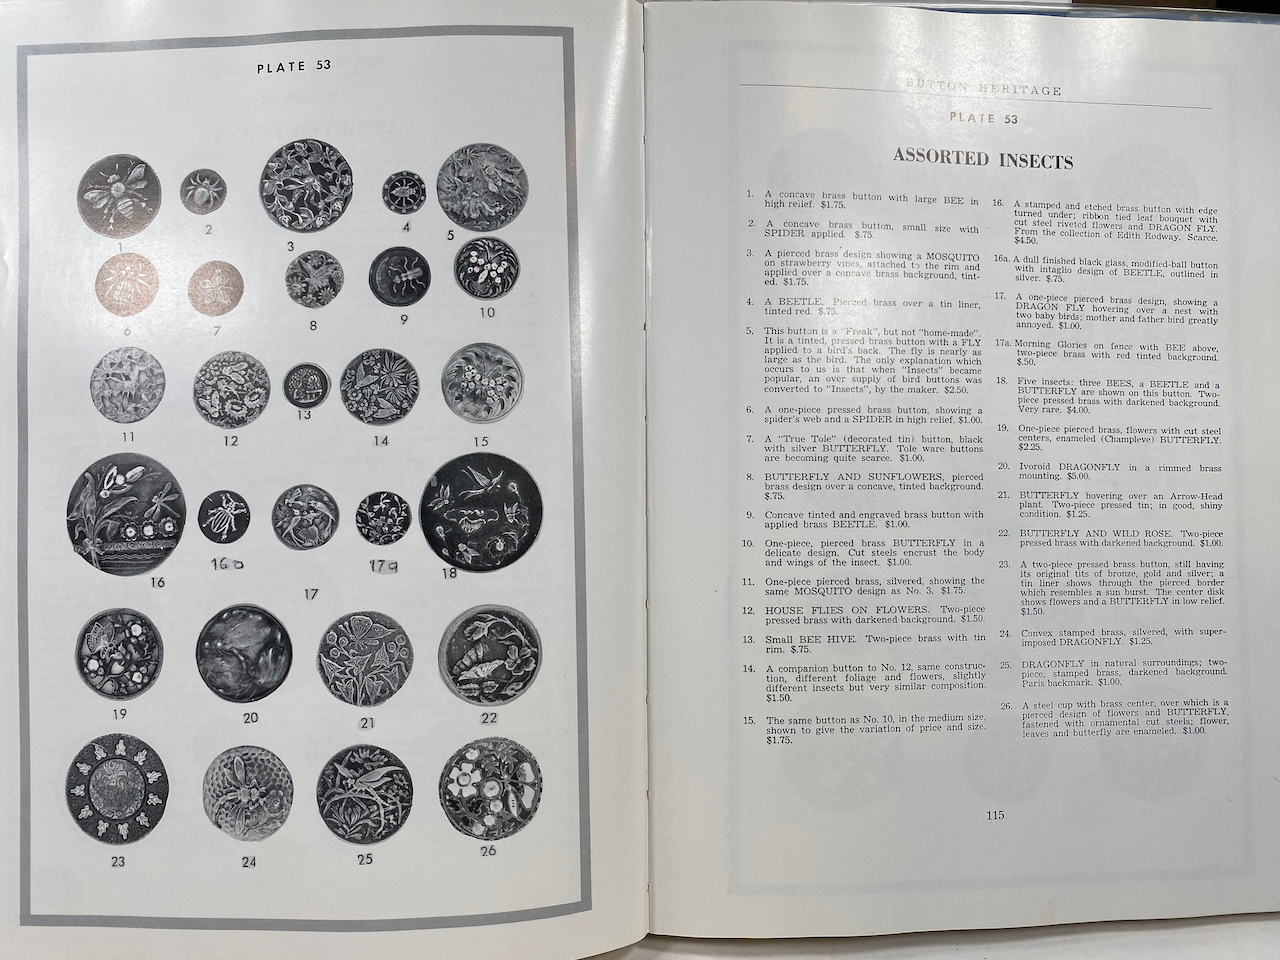 PLATE 53
1
2
3
4
5
6
7
8
9
10
11
12
13
14
15
16
16a
17
17a
18
19
20
21
22
23
24
25
26
BUTTON HERITAGE
PLATE 53
ASSORTED INSECTS
1. A concave brass button with large BEE in
high relief. $1.75.
2. A concave brass button, small size with
SPIDER applied. $.75.
3. A pierced brass design showing a MOSQUITO
on strawberry vines, attached to the rim and
applied over a concave brass background, tint-
ed. $1.75.
4. A BEETLE. Pierced brass over a tin liner,
tinted red. $.75.
5. This button is a "Freak", but not "home-made".
It is a tinted, pressed brass button with a FLY
applied to a bird's back. The fly is nearly as
large as the bird. The only explanation which
occurs to us is that when "Insects" became
popular, an over supply of bird buttons was
converted to "Insects", by the maker. $2.50.
6. A one-piece pressed brass button, showing a
spider's web and a SPIDER in high relief. $1.00.
7. A "True Tole" (decorated tin) button, black
with silver BUTTERFLY. Tole ware buttons
are becoming quite scarce. $1.00.
8. BUTTERFLY AND SUNFLOWERS, pierced
brass design over a concave, tinted background.
$.75.
9. Concave tinted and engraved brass button with
applied brass BEETLE. $1.00.
10. One-piece, pierced brass BUTTERFLY in a
delicate design. Cut steels encrust the body
and wings of the insect. $1.00.
11. One-piece pierced brass, silvered, showing the
same MOSQUITO design as No. 3. $1.75.
12. HOUSE FLIES ON FLOWERS. Two-piece
pressed brass with darkened background. $1.50.
13. Small BEE HIVE. Two-piece brass with tin
rim. $.75.
14. A companion button to No. 12, same construc-
tion, different foliage and flowers, slightly
different insects but very similar composition.
$1.50.
15. The same button as No. 10, in the medium size,
shown to give the variation of price and size.
$1.75.
16. A stamped and etched brass button with edge
turned under; ribbon tied leaf bouquet with
cut steel riveted flowers and DRAGON FLY.
From the collection of Edith Rodway. Scarce.
$4.50.
16a. A dull finished black glass, modified-ball button
with intaglio design of BEETLE, outlined in
silver. $.75.
17. A one-piece pierced brass design, showing a
DRAGON FLY hovering over a nest with
two baby birds; mother and father bird greatly
annoyed. $1.00.
17a. Morning Glories on fence with BEE above,
two-piece brass with red tinted background.
$.50.
18. Five insects: three BEES, a BEETLE and a
BUTTERFLY are shown on this button. Two-
piece pressed brass with darkened background.
Very rare. $4.00.
19. One-piece pierced brass, flowers with cut steel
centers, enameled (Champleve) BUTTERFLY.
$2.25.
20. Ivoroid DRAGONFLY in a rimmed brass
mounting. $5.00.
21. BUTTERFLY hovering over an Arrow-Head
plant. Two-piece pressed tin; in good, shiny
condition. $1.25.
22. BUTTERFLY AND WILD ROSE. Two-piece
pressed brass with darkened background. $1.00.
23. A two-piece pressed brass button, still having
its original tits of bronze, gold and silver; a
tin liner shows through the pierced border
which resembles a sun burst. The center disk
shows flowers and a BUTTERFLY in low relief.
$1.50.
24. Convex stamped brass, silvered, with super-
imposed DRAGONFLY. $1.25.
25. DRAGONFLY in natural surroundings; two-
piece, stamped brass, darkened background.
Paris backmark. $1.00.
26. A steel cup with brass center, over which is a
pierced design of flowers and BUTTERFLY,
fastened with ornamental cut steels; flower,
leaves and butterfly are enameled. $1.00.
115